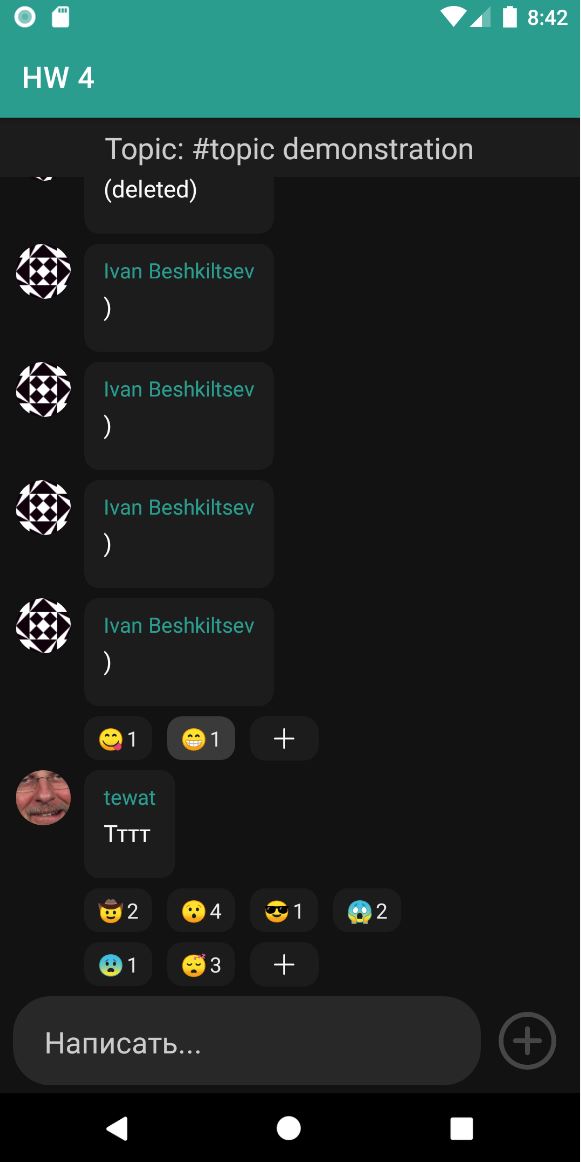 8:42
HW 4
Topic: #topic demonstration
(deleted)
Ivan Beshkiltsev
)
Ivan Beshkiltsev
)
Ivan Beshkiltsev
)
Ivan Beshkiltsev
)
😋 1 😁 1 +
tewat
Тттт
🤠 2 😮 4 😎 1 😱 2
😨 1 😴 3 +
Написать...